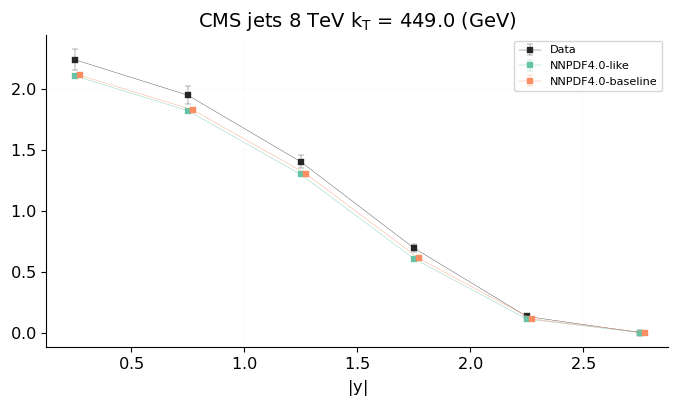 CMS jets 8 TeV k_T = 449.0 (GeV)
Data
NNPDF4.0-like
NNPDF4.0-baseline
2.0
1.5
1.0
0.5
0.0
0.5 1.0 1.5 2.0 2.5
|y|